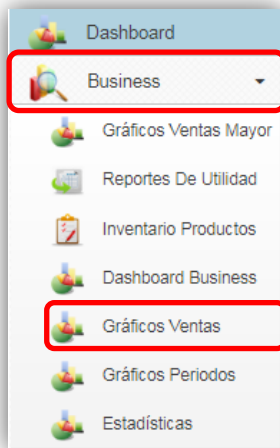 Dashboard
Business
Gráficos Ventas Mayor
Reportes De Utilidad
Inventario Productos
Dashboard Business
Gráficos Ventas
Gráficos Periodos
Estadísticas